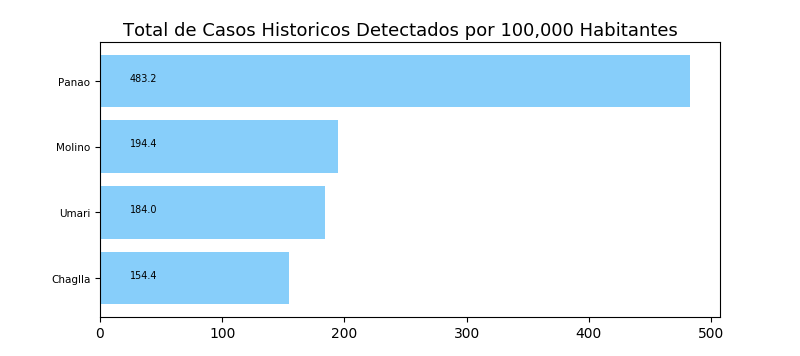 Total de Casos Historicos Detectados por 100,000 Habitantes
Panao
483.2
Molino
194.4
Umari
184.0
Chaglla
154.4
0 100 200 300 400 500